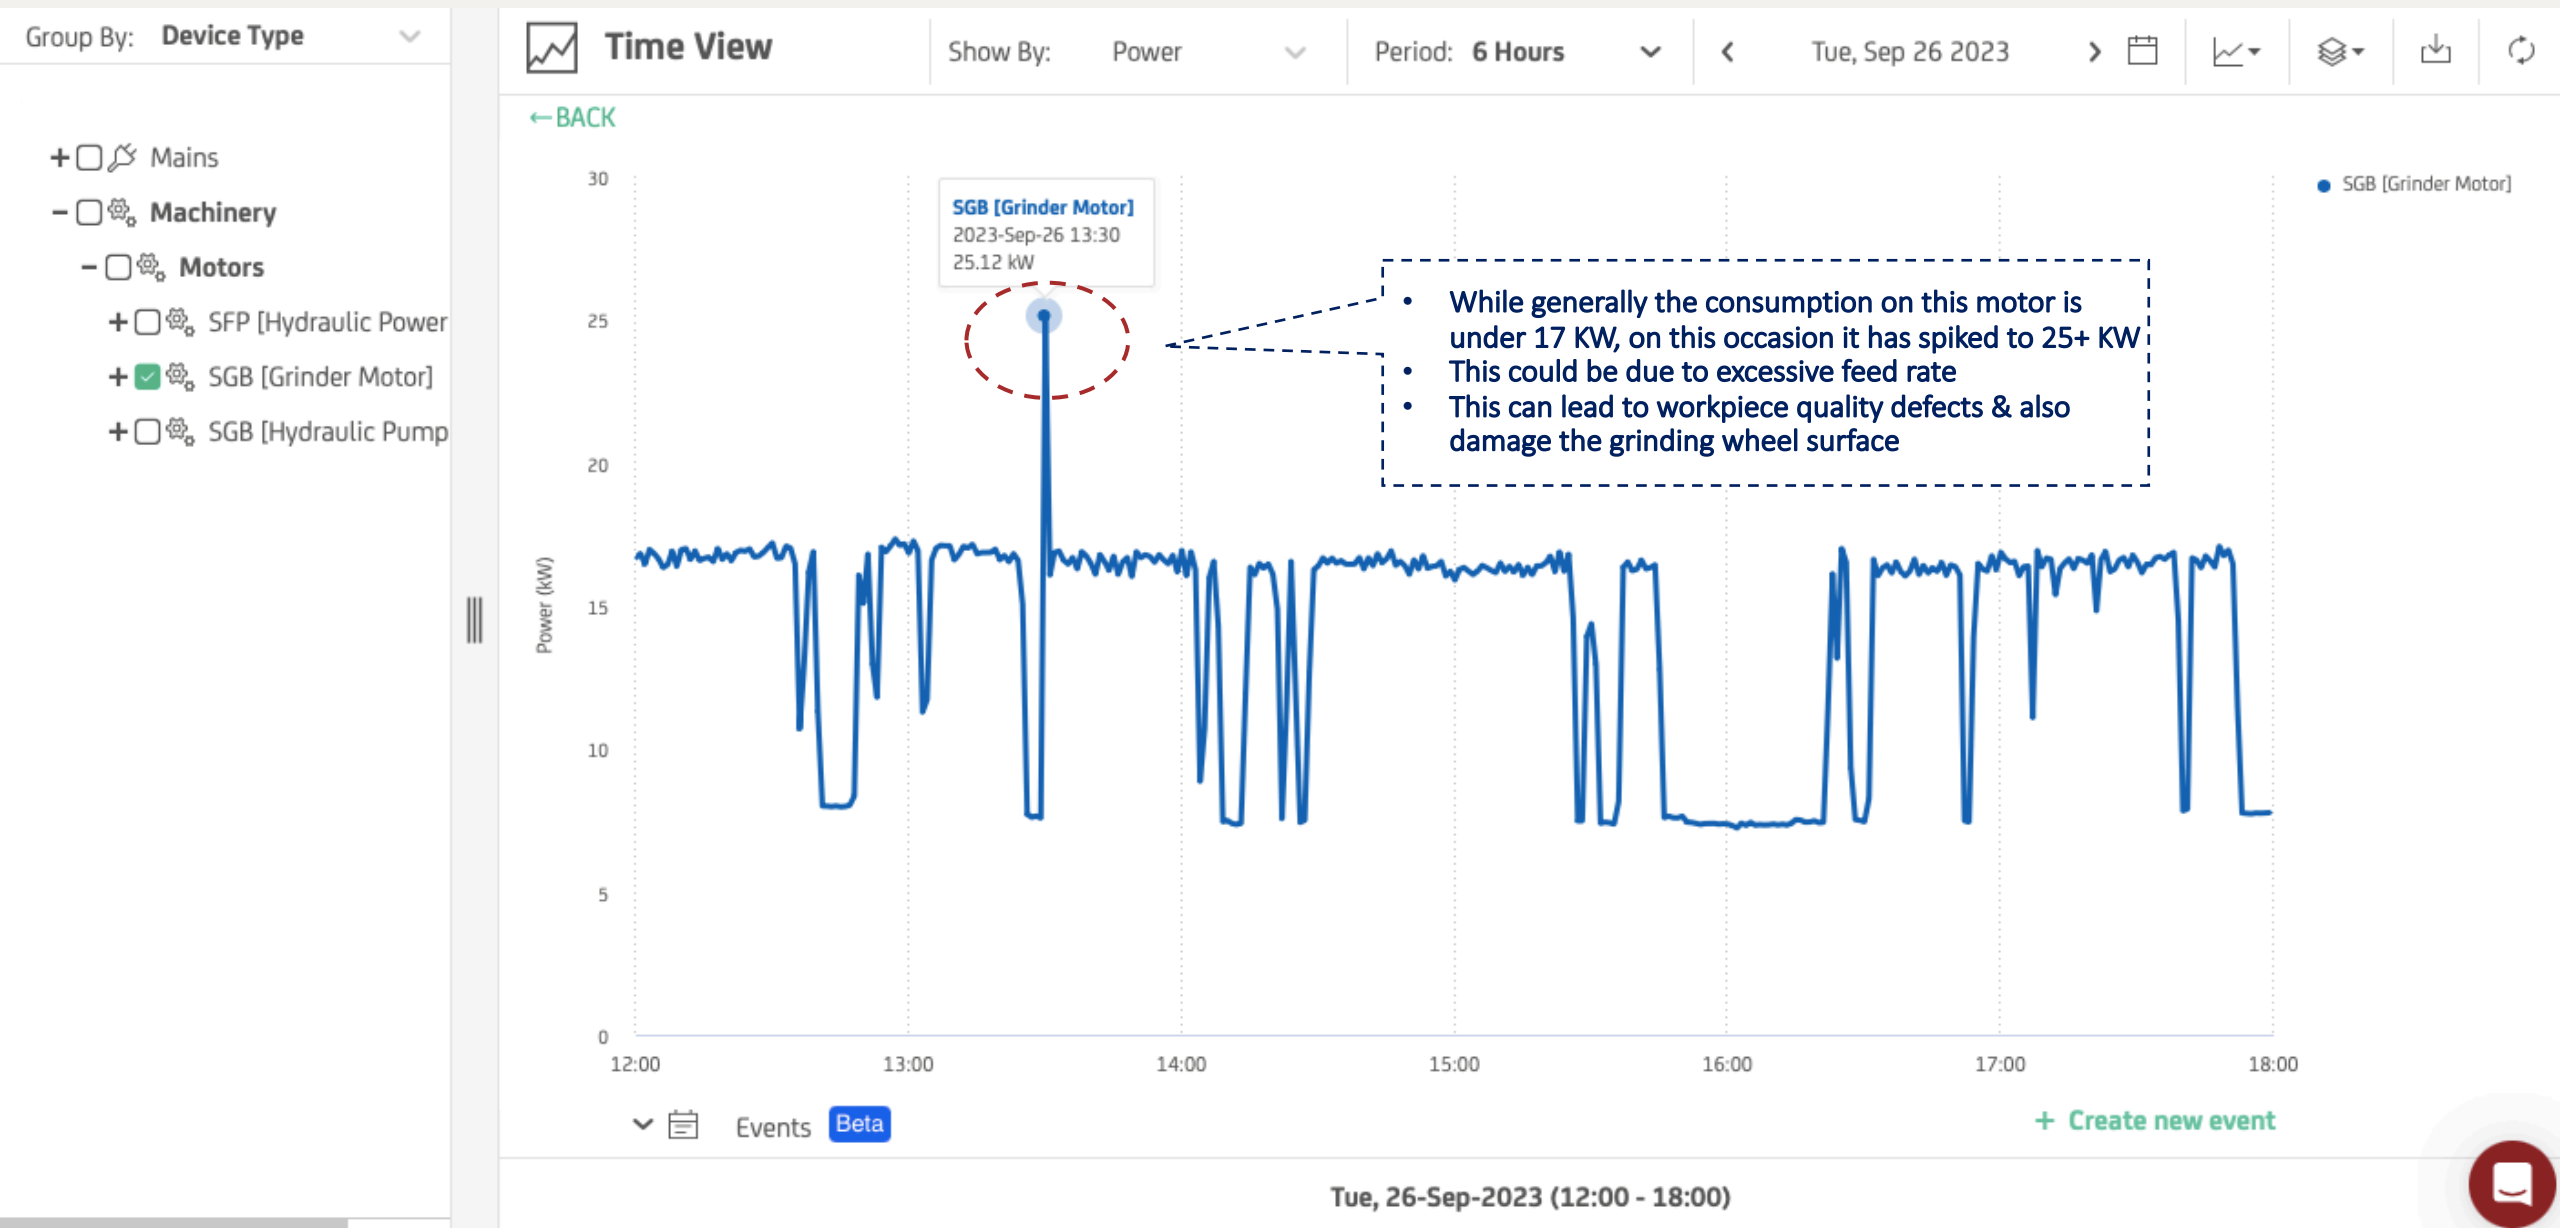 Group By: Device Type
Time View
Show By: Power
Period: 6 Hours
Tue, Sep 26 2023
←BACK
+ Mains
− Machinery
− Motors
+ SFP [Hydraulic Power
+ SGB [Grinder Motor]
+ SGB [Hydraulic Pump
SGB [Grinder Motor]
2023-Sep-26 13:30
25.12 kW
• While generally the consumption on this motor is
under 17 KW, on this occasion it has spiked to 25+ KW
• This could be due to excessive feed rate
• This can lead to workpiece quality defects & also
damage the grinding wheel surface
SGB [Grinder Motor]
Power (kW)
30
25
20
15
10
5
0
12:00 13:00 14:00 15:00 16:00 17:00 18:00
Events Beta
+ Create new event
Tue, 26-Sep-2023 (12:00 - 18:00)